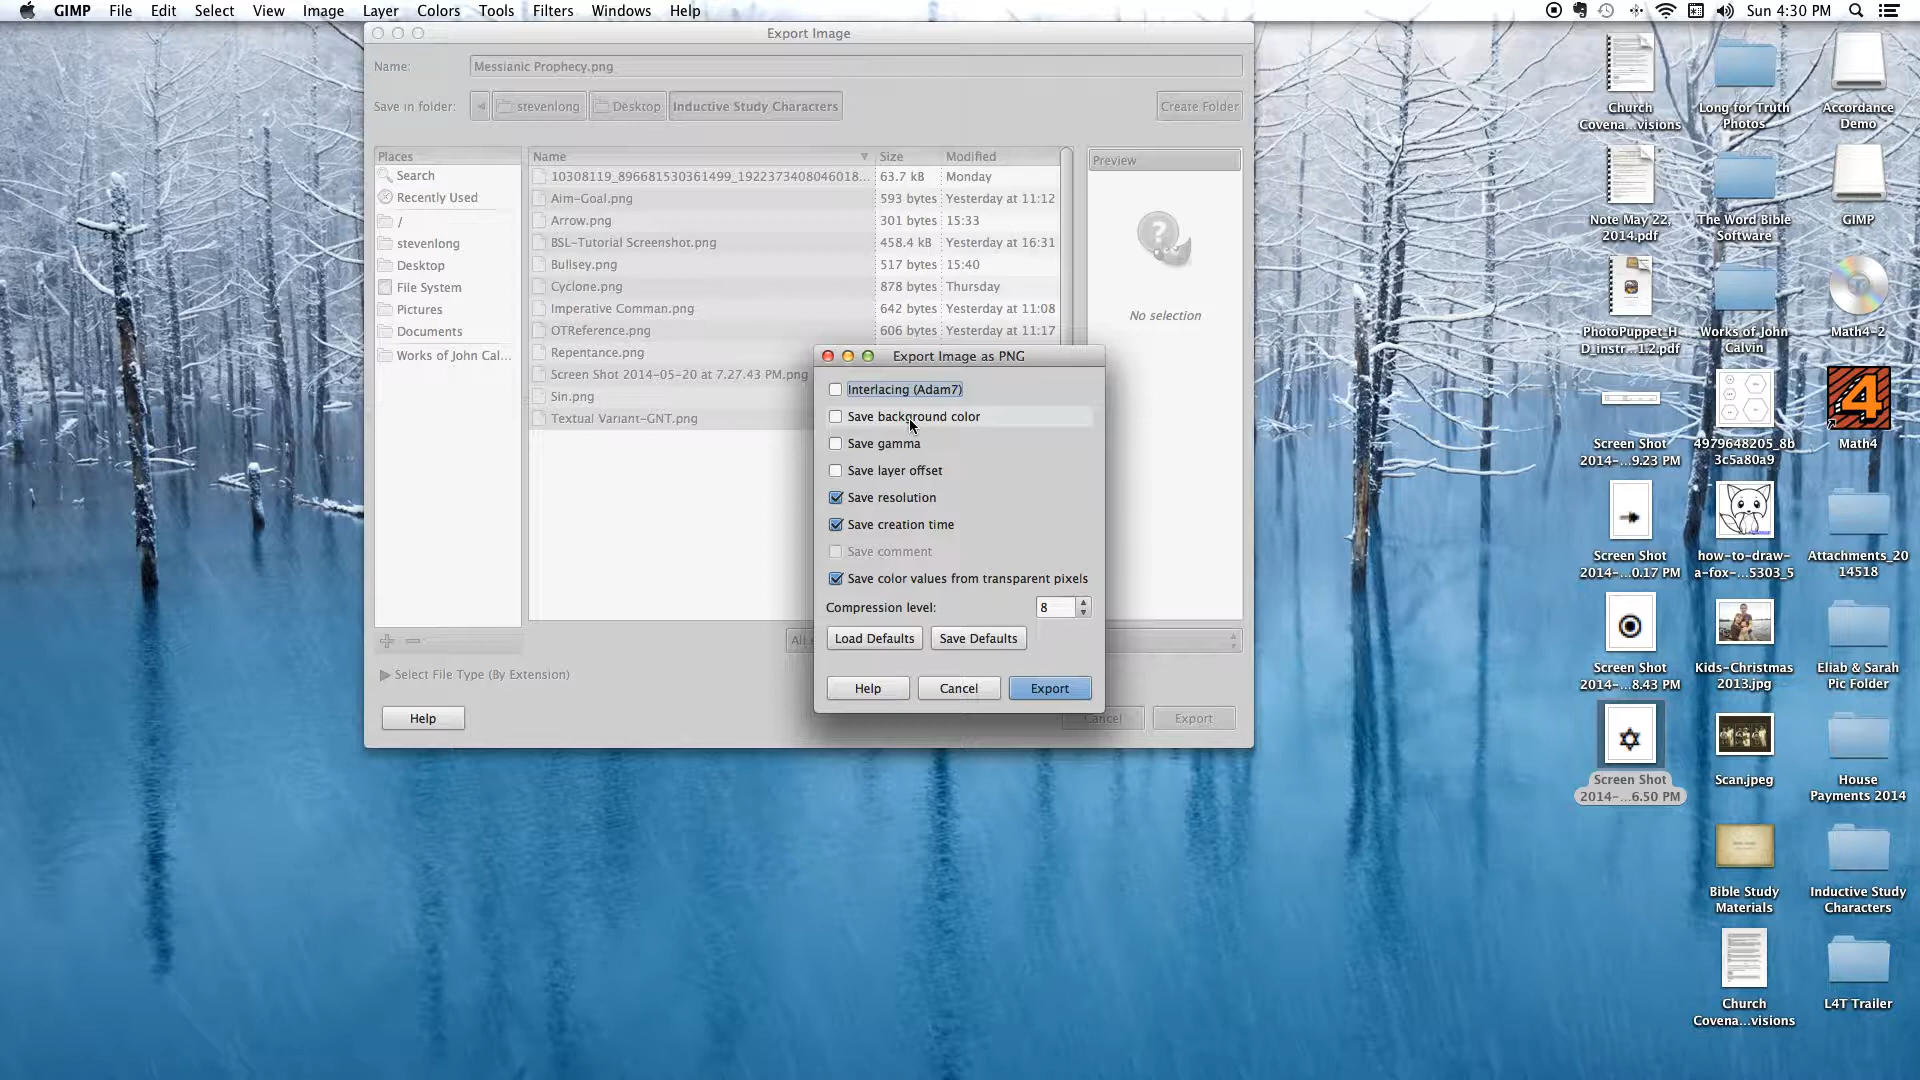 GIMP File Edit Select View Image Layer Colors Tools Filters Windows Help
Sun 4:30 PM
Export Image
Name:
Messianic Prophecy.png
Save in folder:
stevenlong
Desktop
Inductive Study Characters
Create Folder
Places
Search
Recently Used
/
stevenlong
Desktop
File System
Pictures
Documents
Works of John Cal...
Name Size Modified
10308119_896681530361499_1922373408046018... 63.7 kB Monday
Aim-Goal.png 593 bytes Yesterday at 11:12
Arrow.png 301 bytes 15:33
BSL-Tutorial Screenshot.png 458.4 kB Yesterday at 16:31
Bullsey.png 517 bytes 15:40
Cyclone.png 878 bytes Thursday
Imperative Comman.png 642 bytes Yesterday at 11:08
OTReference.png 606 bytes Yesterday at 11:17
Repentance.png
Screen Shot 2014-05-20 at 7.27.43 PM.png
Sin.png
Textual Variant-GNT.png
Preview
No selection
Select File Type (By Extension)
Help
Cancel
Export
Export Image as PNG
Interlacing (Adam7)
Save background color
Save gamma
Save layer offset
Save resolution
Save creation time
Save comment
Save color values from transparent pixels
Compression level: 8
Load Defaults
Save Defaults
Help
Cancel
Export
Church
Covena...visions
Long for Truth
Photos
Accordance
Demo
Note May 22,
2014.pdf
The Word Bible
Software
GIMP
PhotoPuppet_H
D_instr...1.2.pdf
Works of John
Calvin
Math4-2
Screen Shot
2014-...9.23 PM
4979648205_8b
3c5a80a9
4
Math4
Screen Shot
2014-...0.17 PM
how-to-draw-
a-fox-...5303_5
Attachments_20
14518
Screen Shot
2014-...8.43 PM
Kids-Christmas
2013.jpg
Eliab & Sarah
Pic Folder
Screen Shot
2014-...6.50 PM
Scan.jpeg
House
Payments 2014
Bible Study
Materials
Inductive Study
Characters
Church
Covena...visions
L4T Trailer